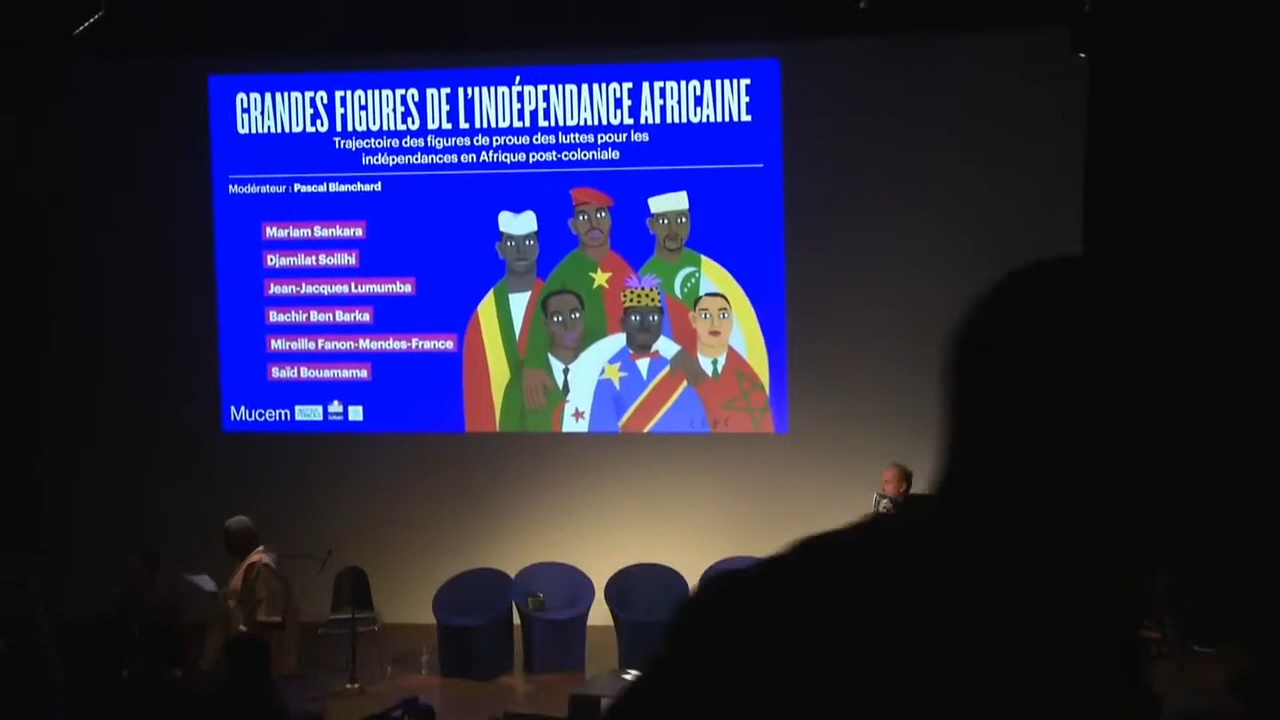 GRANDES FIGURES DE L'INDÉPENDANCE AFRICAINE
Trajectoire des figures de proue des luttes pour les
indépendances en Afrique post-coloniale
Modérateur : Pascal Blanchard
Mariam Sankara
Djamilat Soilihi
Jean-Jacques Lumumba
Bachir Ben Barka
Mireille Fanon-Mendes-France
Saïd Bouamama
Mucem